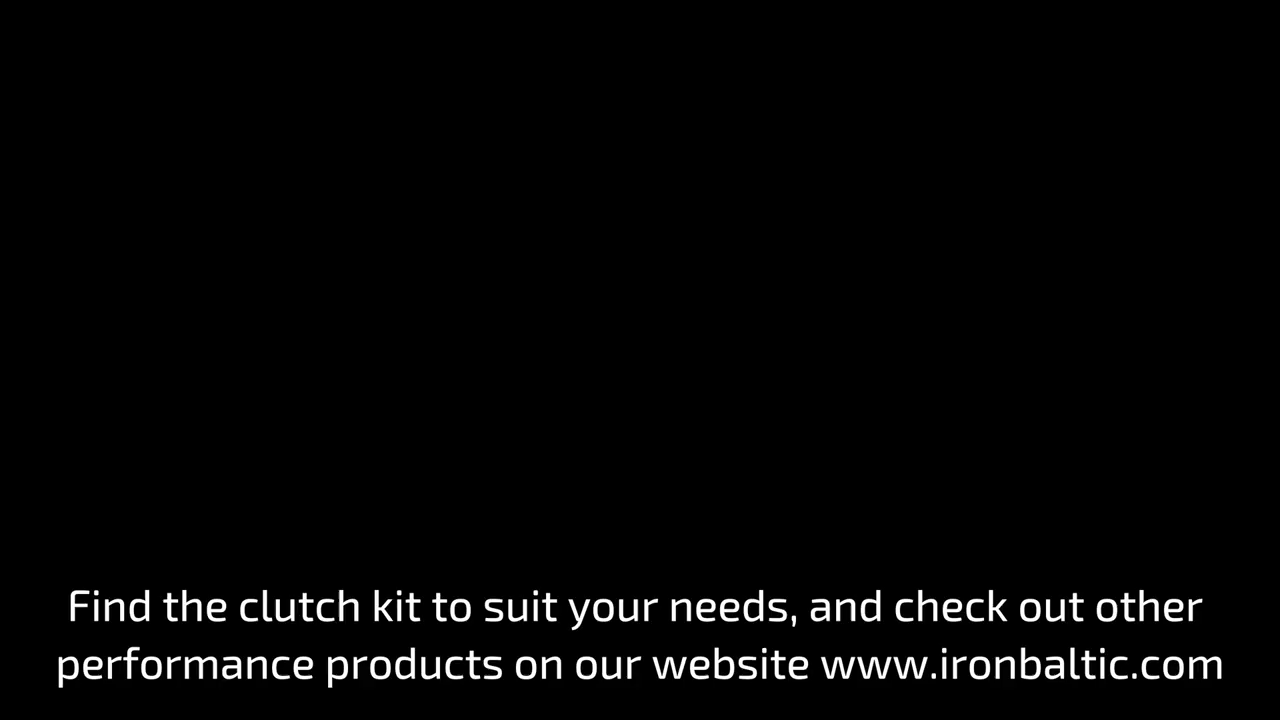 Find the clutch kit to suit your needs, and check out other
performance products on our website www.ironbaltic.com